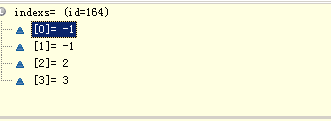 indexs= (id=164)
[0]= -1
[1]= -1
[2]= 2
[3]= 3